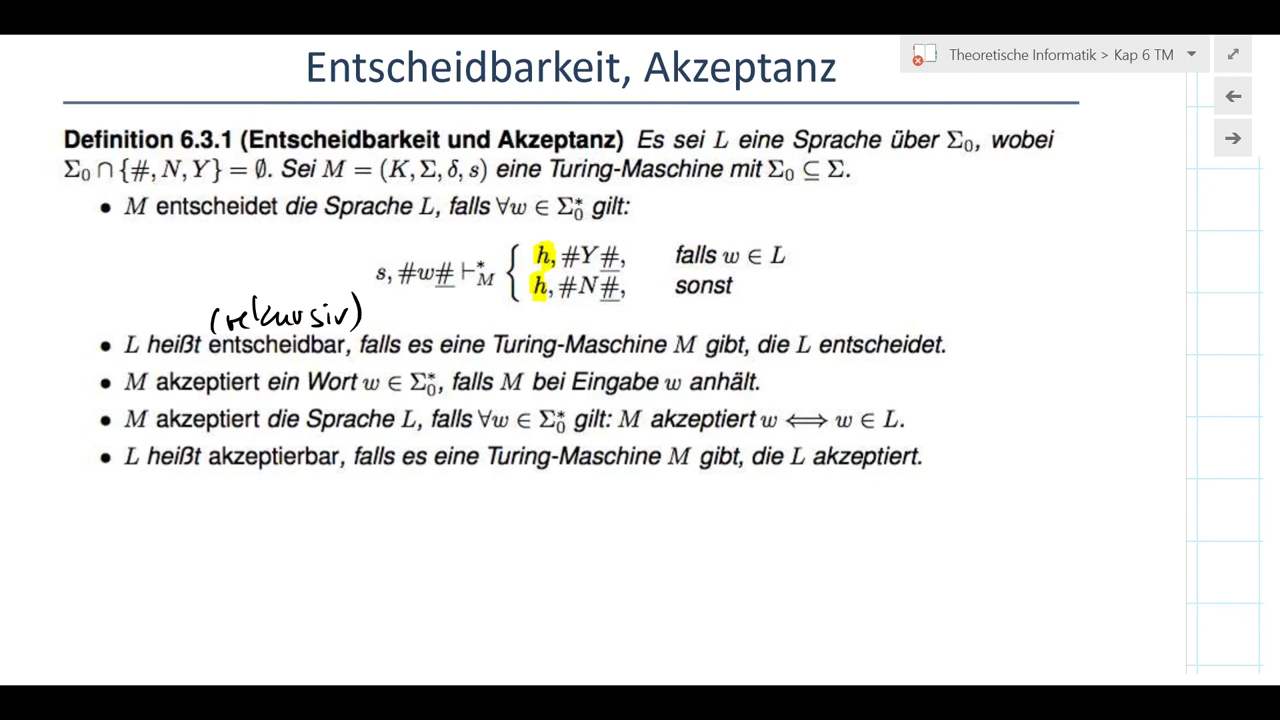 Entscheidbarkeit, Akzeptanz
Theoretische Informatik > Kap 6 TM
Definition 6.3.1 (Entscheidbarkeit und Akzeptanz) Es sei L eine Sprache über Σ₀, wobei
Σ₀ ∩ {#, N, Y} = ∅. Sei M = (K, Σ, δ, s) eine Turing-Maschine mit Σ₀ ⊆ Σ.
• M entscheidet die Sprache L, falls ∀w ∈ Σ₀* gilt:
s, #w# ⊢*_M { h, #Y#, falls w ∈ L
h, #N#, sonst
(rekursiv)
• L heißt entscheidbar, falls es eine Turing-Maschine M gibt, die L entscheidet.
• M akzeptiert ein Wort w ∈ Σ₀*, falls M bei Eingabe w anhält.
• M akzeptiert die Sprache L, falls ∀w ∈ Σ₀* gilt: M akzeptiert w ⟺ w ∈ L.
• L heißt akzeptierbar, falls es eine Turing-Maschine M gibt, die L akzeptiert.